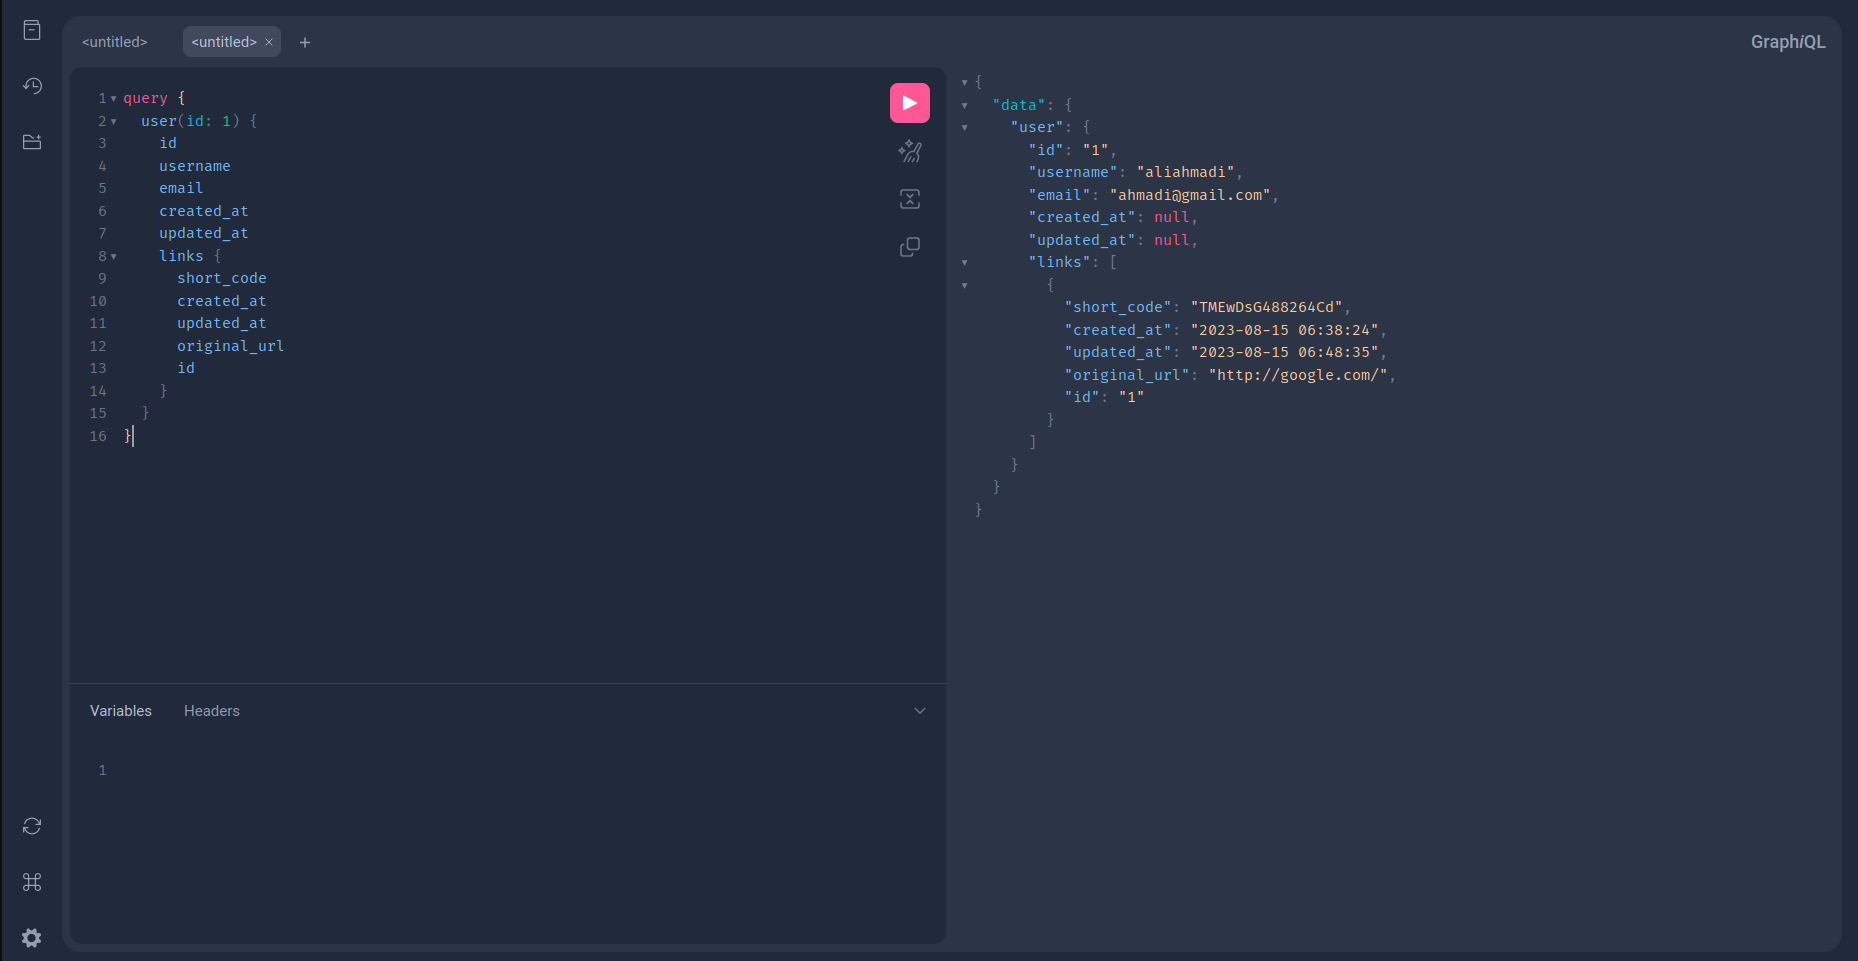 <untitled>
<untitled>
GraphiQL
1 query {
2 user(id: 1) {
3 id
4 username
5 email
6 created_at
7 updated_at
8 links {
9 short_code
10 created_at
11 updated_at
12 original_url
13 id
14 }
15 }
16 }
Variables Headers
1
{
"data": {
"user": {
"id": "1",
"username": "aliahmadi",
"email": "ahmadi@gmail.com",
"created_at": null,
"updated_at": null,
"links": [
{
"short_code": "TMEwDsG488264Cd",
"created_at": "2023-08-15 06:38:24",
"updated_at": "2023-08-15 06:48:35",
"original_url": "http://google.com/",
"id": "1"
}
]
}
}
}